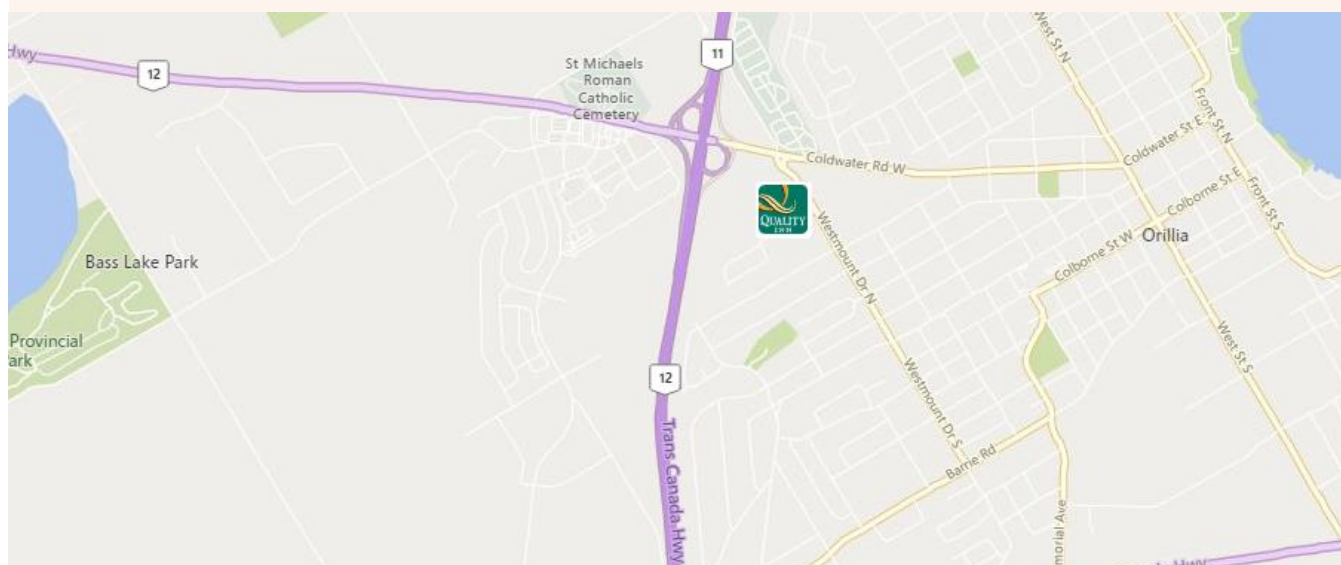 Hwy
12
St Michaels
Roman
Catholic
Cemetery
11
West St N
Front St N
Coldwater Rd W
Coldwater St E
Colborne St E
QUALITY
INN
Westmount Dr N
Front St S
Orillia
Colborne St W
Bass Lake Park
Provincial
ark
12
West St S
Westmount Dr S
Trans Canada Hwy
Barrie Rd
morial Ave
Hwy